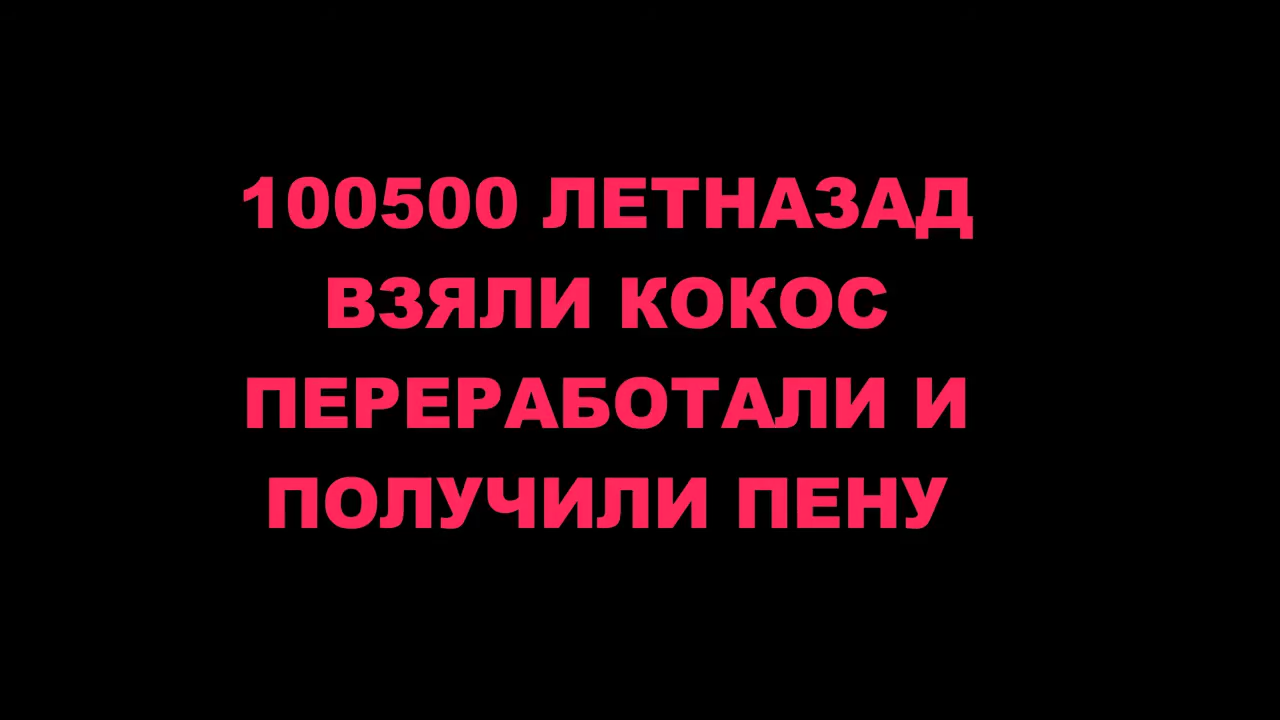 100500 ЛЕТНАЗАД
ВЗЯЛИ КОКОС
ПЕРЕРАБОТАЛИ И
ПОЛУЧИЛИ ПЕНУ